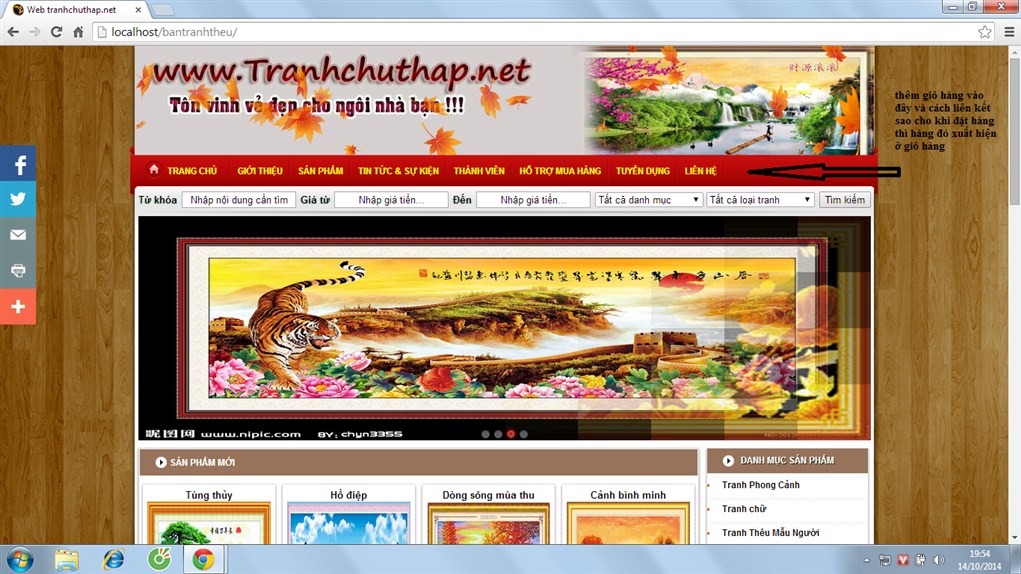 Web tranhchuthap.net
localhost/bantranhtheu/
www.Tranhchuthap.net
Tôn vinh vẻ đẹp cho ngôi nhà bạn !!!
thêm giỏ hàng vào
đây và cách liên kết
sao cho khi đặt hàng
thì hàng đó xuất hiện
ở giỏ hàng
TRANG CHỦ GIỚI THIỆU SẢN PHẨM TIN TỨC & SỰ KIỆN THÀNH VIÊN HỖ TRỢ MUA HÀNG TUYỂN DỤNG LIÊN HỆ
Từ khóa Nhập nội dung cần tìm Giá từ Nhập giá tiền... Đến Nhập giá tiền... Tất cả danh mục Tất cả loại tranh Tìm kiếm
昵图网 www.nipic.com BY: chyn3355
SẢN PHẨM MỚI
DANH MỤC SẢN PHẨM
Tùng thủy Hồ điệp Dòng sông mùa thu Cảnh bình minh
Tranh Phong Cảnh
Tranh chữ
Tranh Thêu Mẫu Người
19:54
14/10/2014